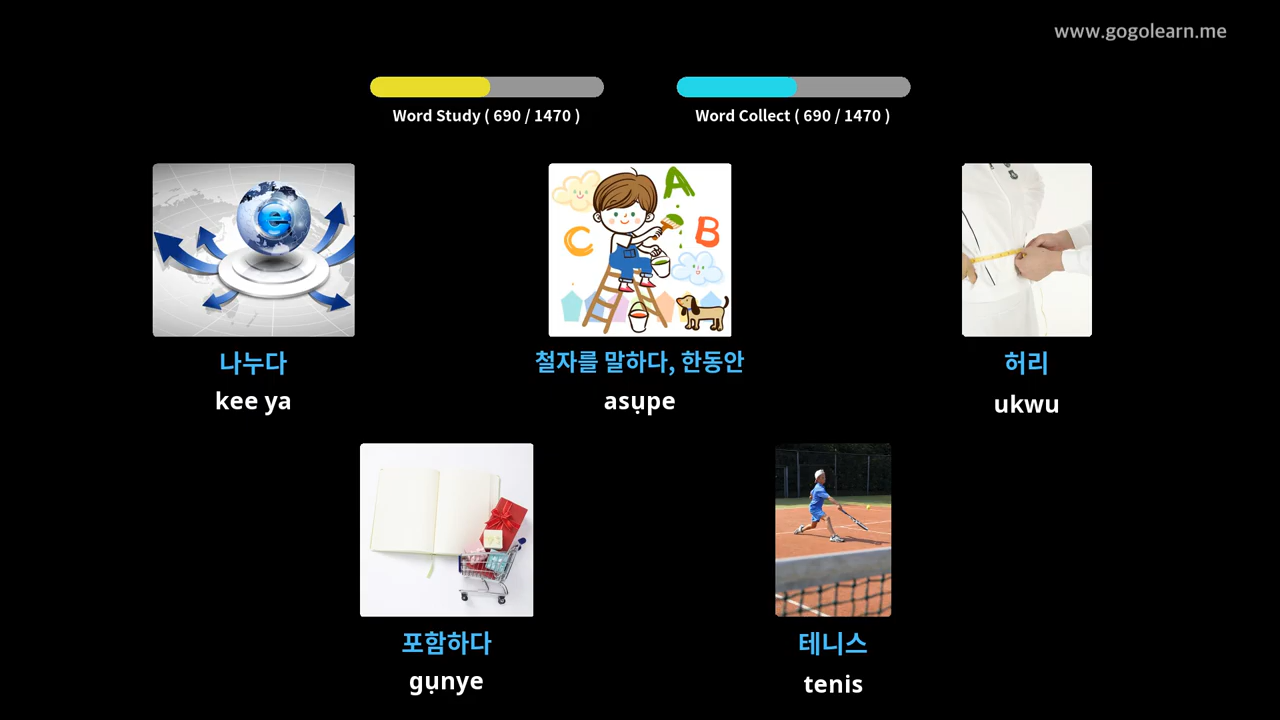 www.gogolearn.me
Word Study ( 690 / 1470 )
Word Collect ( 690 / 1470 )
e
A
B
C
나누다
kee ya
철자를 말하다, 한동안
asụpe
허리
ukwu
포함하다
gụnye
테니스
tenis